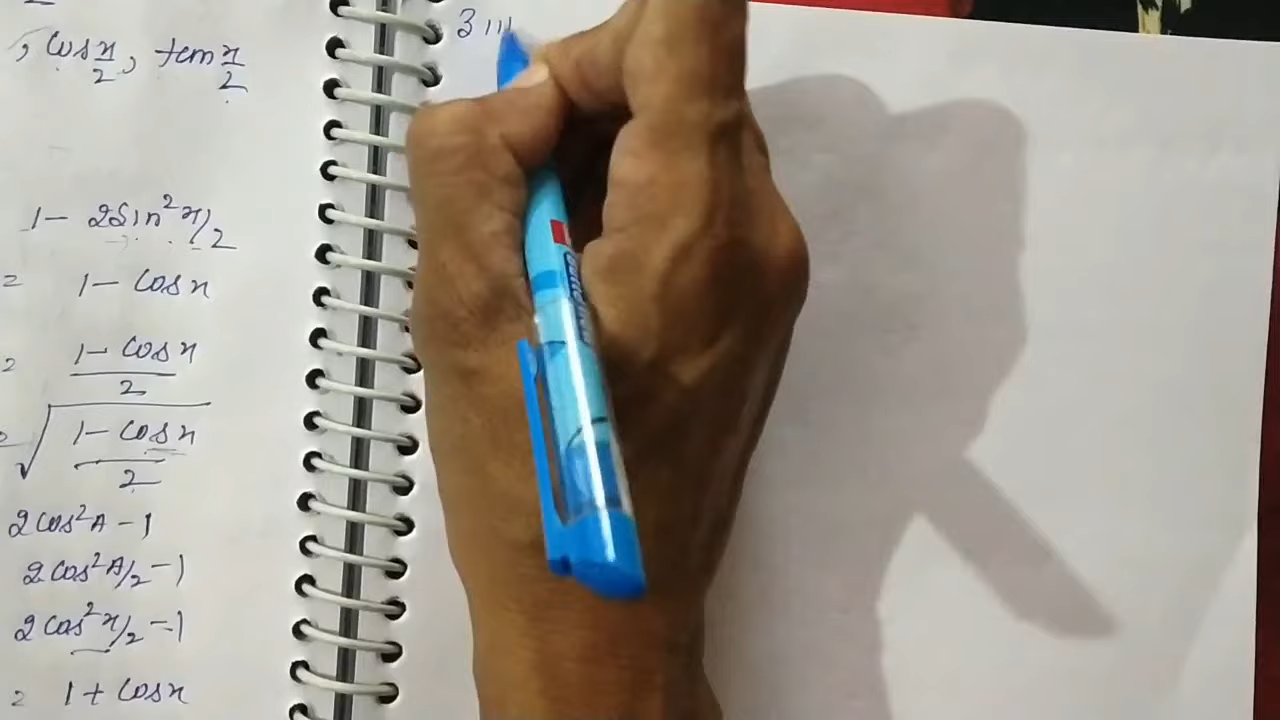 , cos x/2, tan x/2
1 - 2sin²x/2
= 1 - cos x
= 1 - cos x / 2
= √(1 - cos x / 2)
2cos²A - 1
2cos²A/2 - 1
2cos²x/2 - 1
= 1 + cos x
3